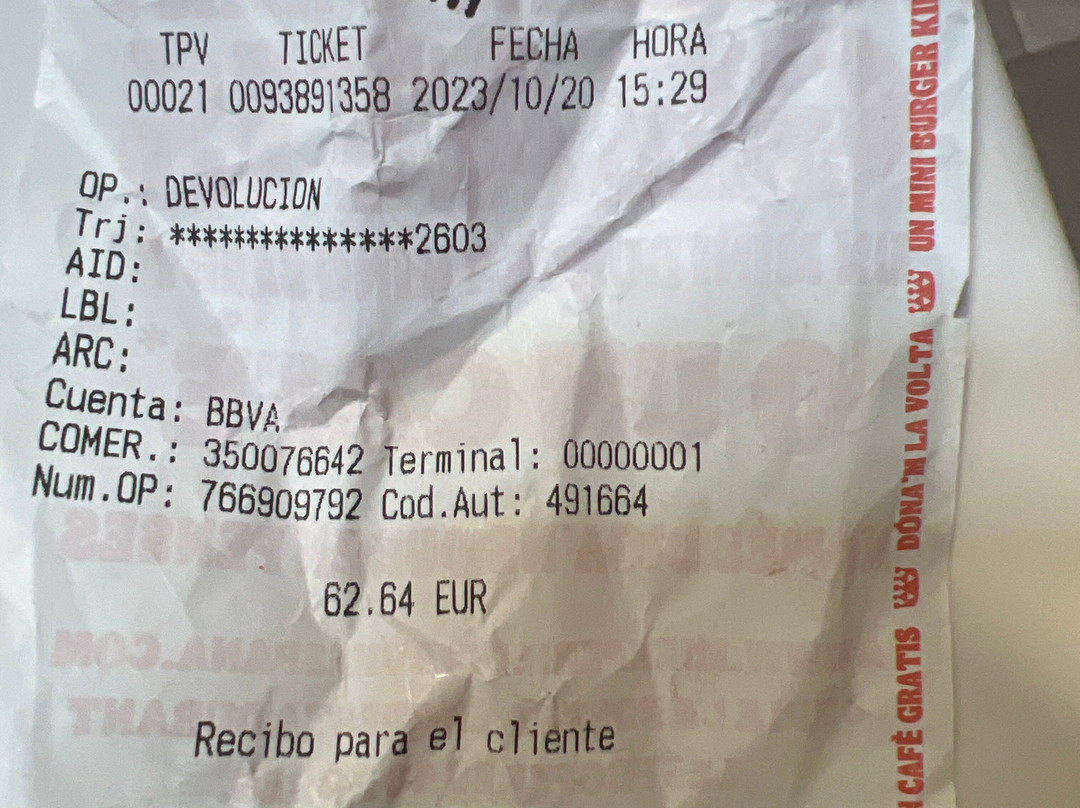 TPV TICKET FECHA HORA
00021 0093891358 2023/10/20 15:29
OP.: DEVOLUCION
Trj: **************2603
AID:
LBL:
ARC:
Cuenta: BBVA
COMER.: 350076642 Terminal: 00000001
Num.OP: 766909792 Cod.Aut: 491664
62.64 EUR
Recibo para el cliente
CAFÈ GRATIS DÓNA'M LA VOLTA UN MINI BURGER